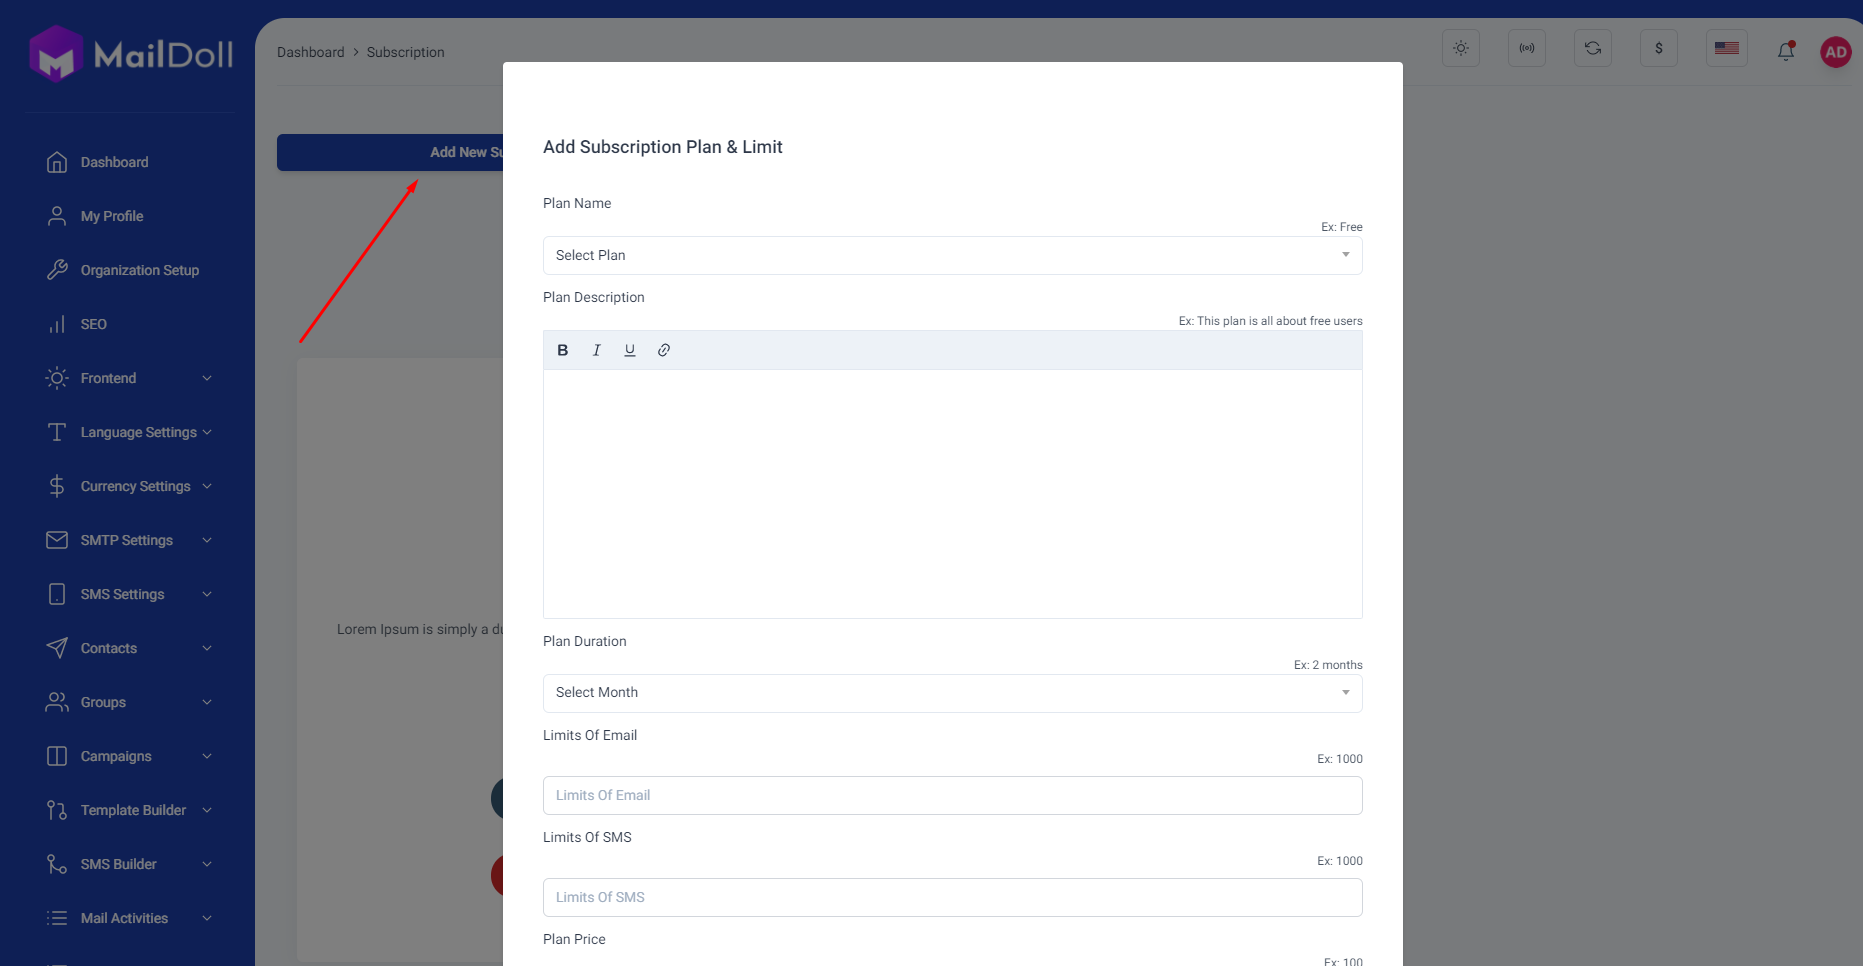 MailDoll
Dashboard
My Profile
Organization Setup
SEO
Frontend
Language Settings
Currency Settings
SMTP Settings
SMS Settings
Contacts
Groups
Campaigns
Template Builder
SMS Builder
Mail Activities
Dashboard > Subscription
$
AD
Add New Su
Lorem Ipsum is simply a du
Add Subscription Plan & Limit
Plan Name
Ex: Free
Select Plan
Plan Description
Ex: This plan is all about free users
B I U
Plan Duration
Ex: 2 months
Select Month
Limits Of Email
Ex: 1000
Limits Of Email
Limits Of SMS
Ex: 1000
Limits Of SMS
Plan Price
Ex: 100